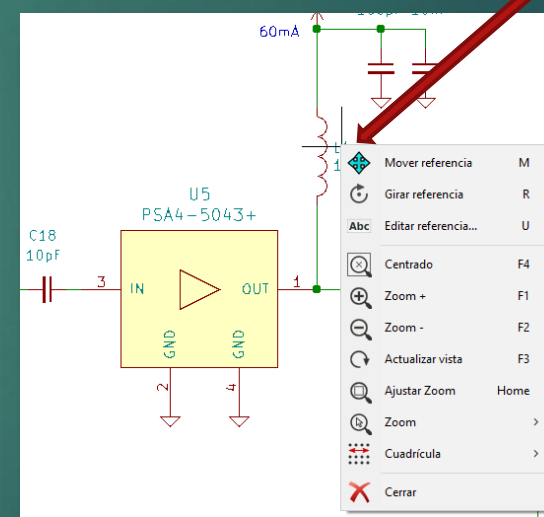 60mA
U5
PSA4-5043+
C18
10pF
3
IN
OUT
1
GND
GND
2
4
Mover referencia M
Girar referencia R
Abc Editar referencia... U
Centrado F4
Zoom + F1
Zoom - F2
Actualizar vista F3
Ajustar Zoom Home
Zoom
Cuadrícula
Cerrar